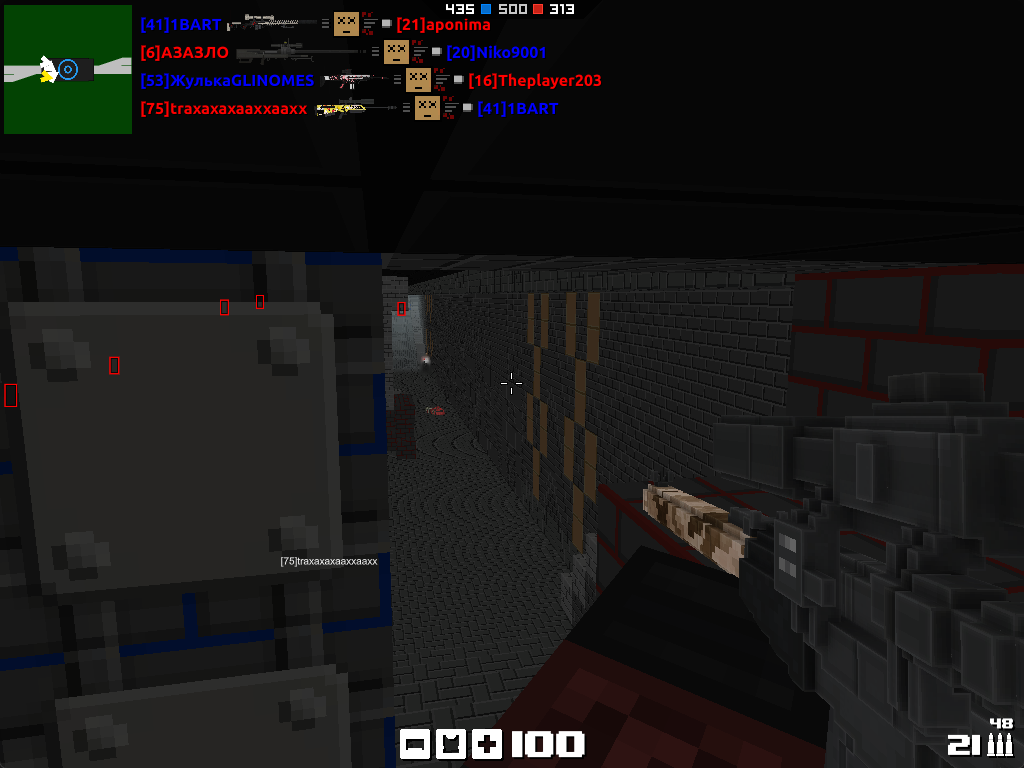 435 500 313
[41]1BART [21]aponima
[6]АЗАЗЛО [20]Niko9001
[53]ЖулькаGLINOMES [16]Theplayer203
[75]traxaxaxaaxxaaxx [41]1BART
[75]traxaxaxaaxxaaxx
100
48
21